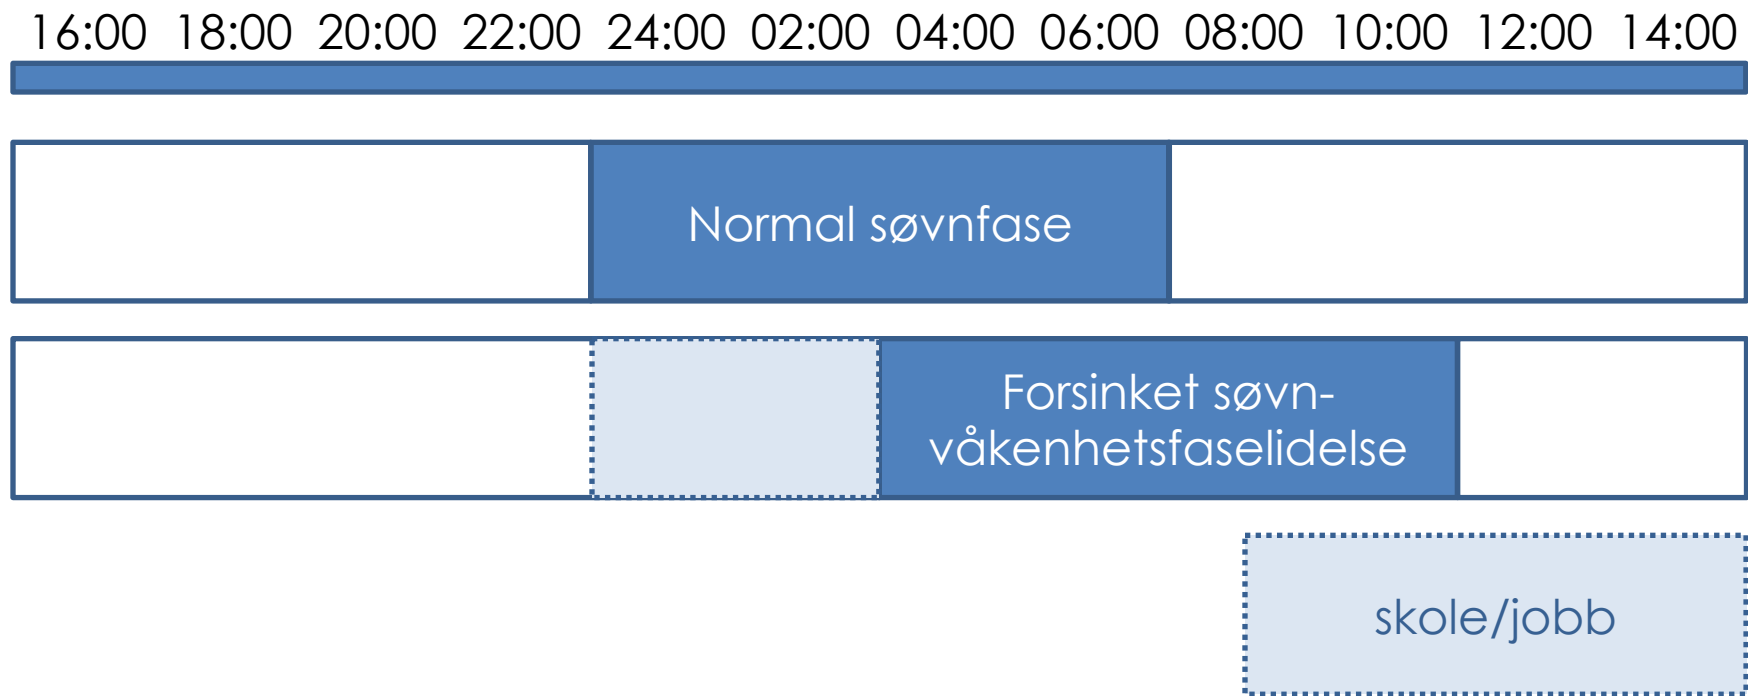 16:00 18:00 20:00 22:00 24:00 02:00 04:00 06:00 08:00 10:00 12:00 14:00
Normal søvnfase
Forsinket søvn-
våkenhetsfaselidelse
skole/jobb